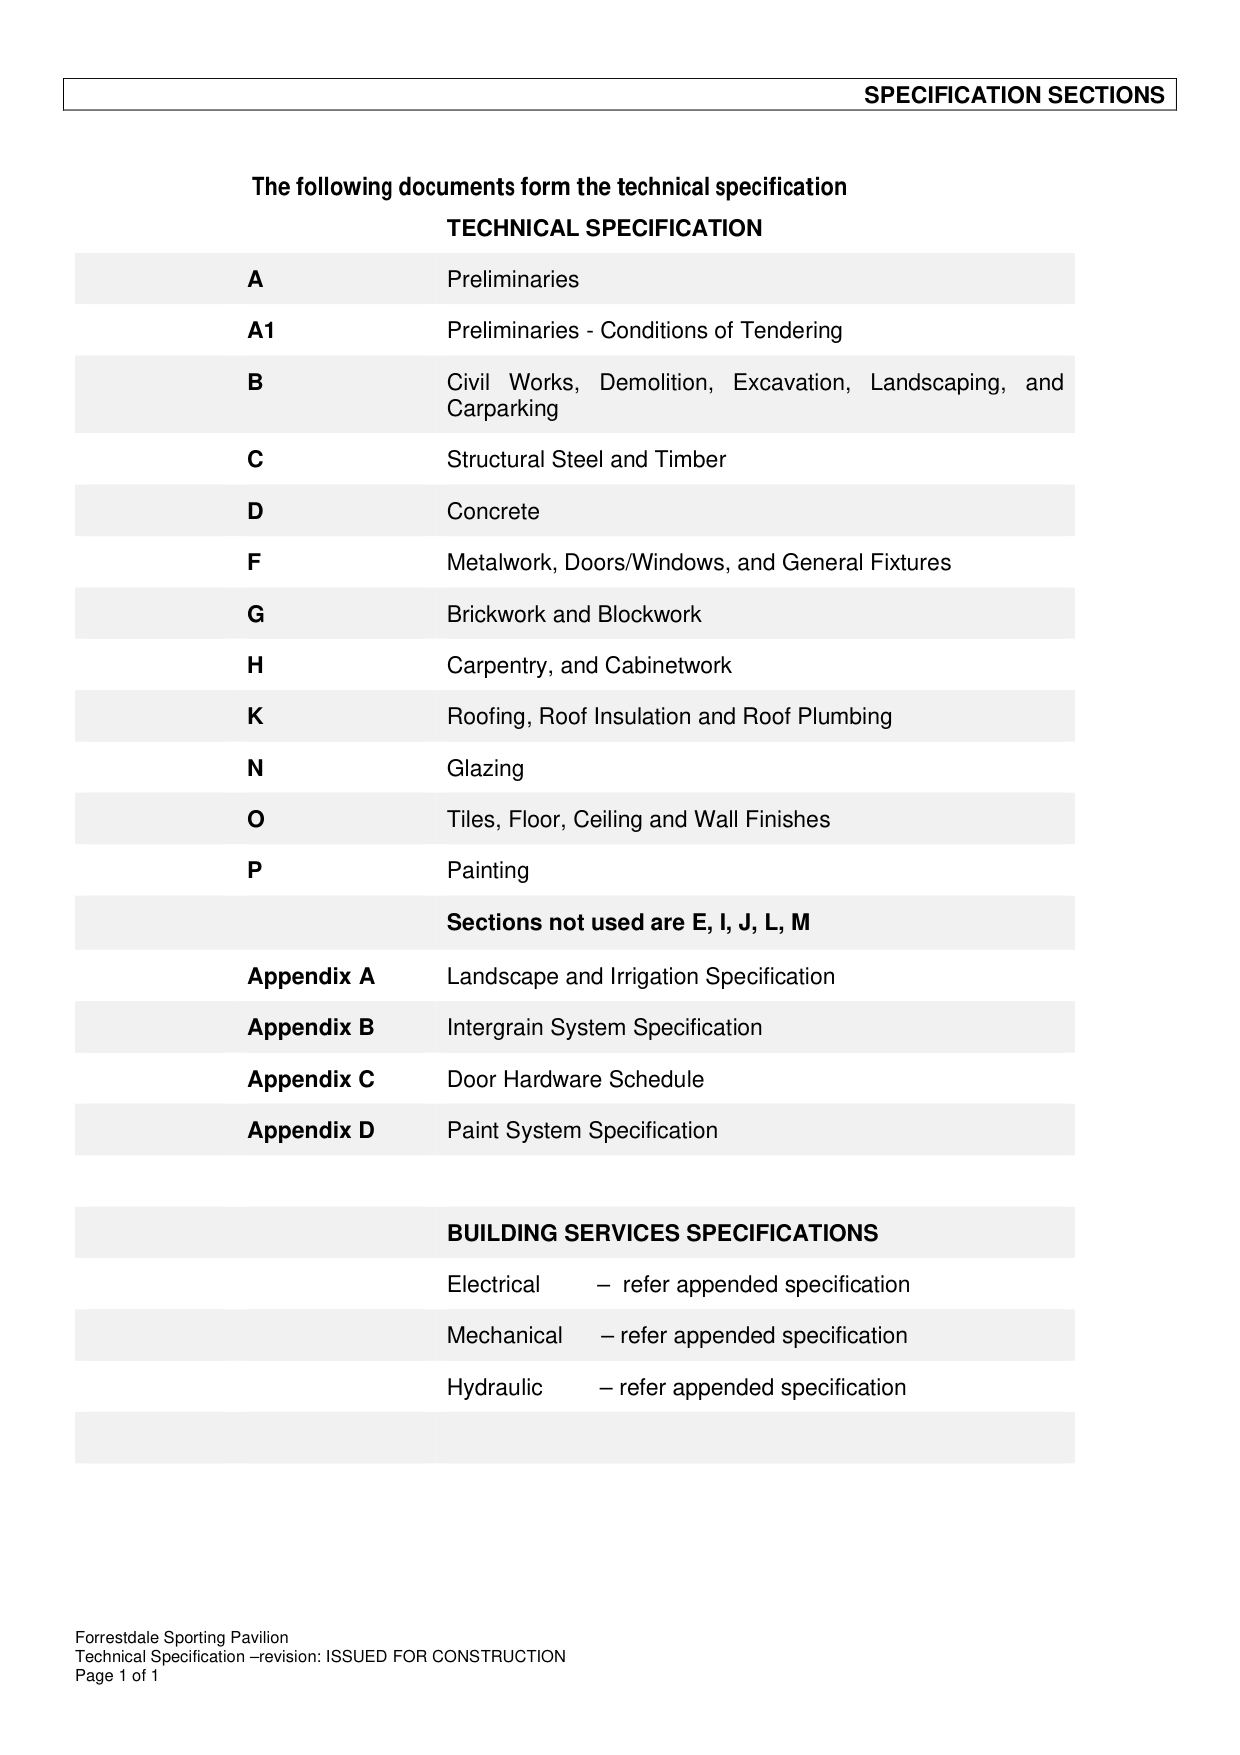 SPECIFICATION SECTIONS
The following documents form the technical specification
TECHNICAL SPECIFICATION
A Preliminaries
A1 Preliminaries - Conditions of Tendering
B Civil Works, Demolition, Excavation, Landscaping, and
Carparking
C Structural Steel and Timber
D Concrete
F Metalwork, Doors/Windows, and General Fixtures
G Brickwork and Blockwork
H Carpentry, and Cabinetwork
K Roofing, Roof Insulation and Roof Plumbing
N Glazing
O Tiles, Floor, Ceiling and Wall Finishes
P Painting
Sections not used are E, I, J, L, M
Appendix A Landscape and Irrigation Specification
Appendix B Intergrain System Specification
Appendix C Door Hardware Schedule
Appendix D Paint System Specification
BUILDING SERVICES SPECIFICATIONS
Electrical – refer appended specification
Mechanical – refer appended specification
Hydraulic – refer appended specification
Forrestdale Sporting Pavilion
Technical Specification –revision: ISSUED FOR CONSTRUCTION
Page 1 of 1